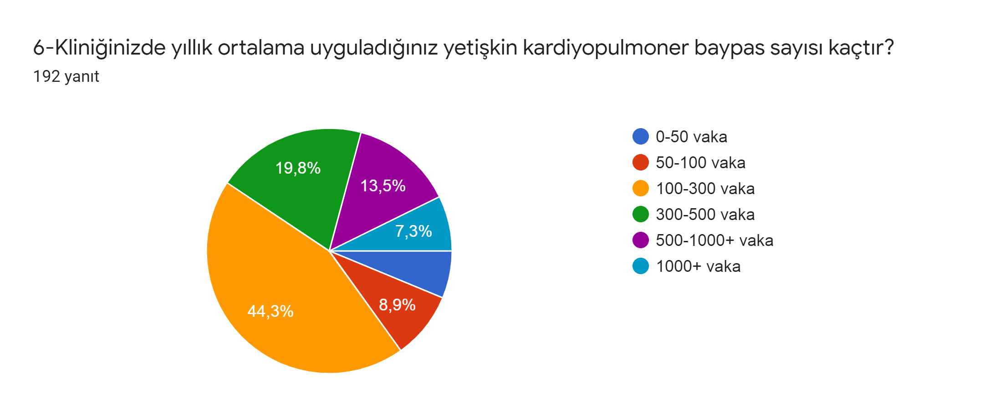 6-Kliniğinizde yıllık ortalama uyguladığınız yetişkin kardiyopulmoner baypas sayısı kaçtır?
192 yanıt
19,8%
13,5%
7,3%
8,9%
44,3%
0-50 vaka
50-100 vaka
100-300 vaka
300-500 vaka
500-1000+ vaka
1000+ vaka